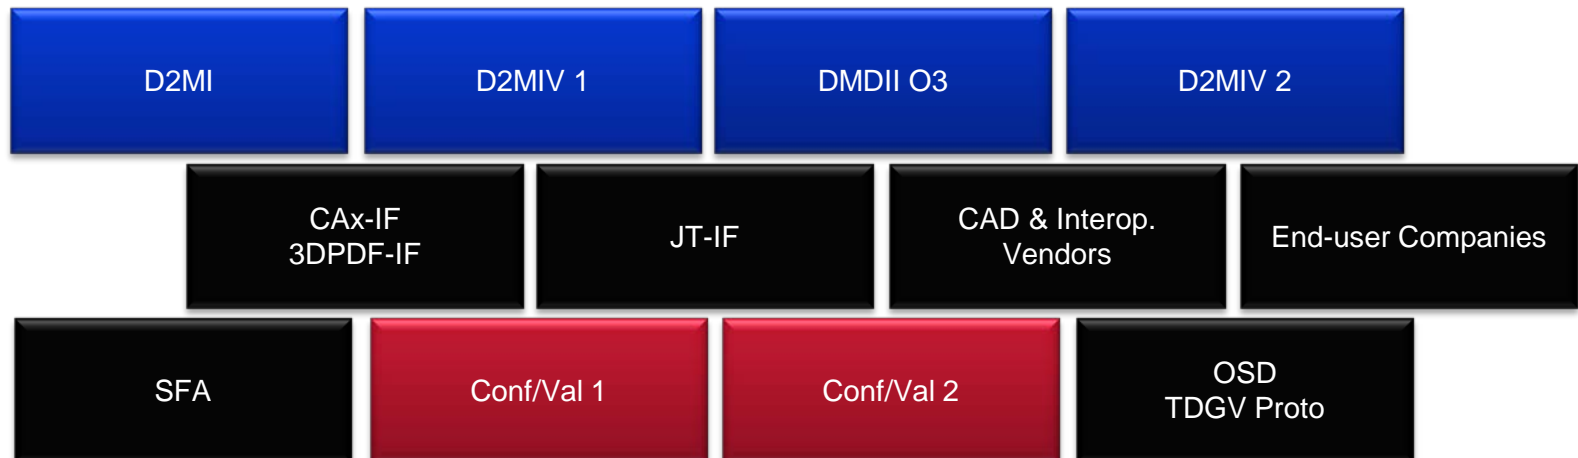 D2MI
D2MIV 1
DMDII O3
D2MIV 2
CAx-IF
3DPDF-IF
JT-IF
CAD & Interop.
Vendors
End-user Companies
SFA
Conf/Val 1
Conf/Val 2
OSD
TDGV Proto